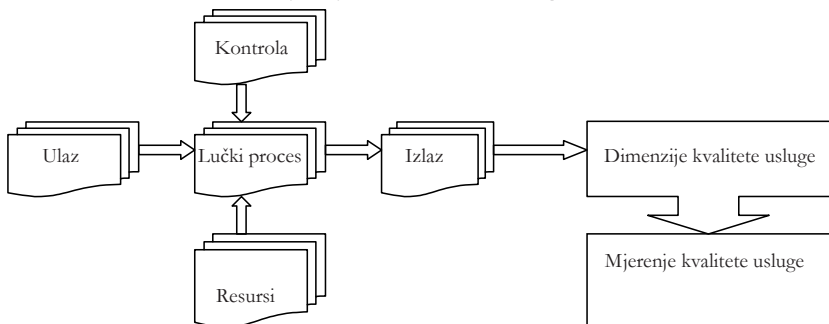 Kontrola
Ulaz
Lučki proces
Izlaz
Dimenzije kvalitete usluge
Resursi
Mjerenje kvalitete usluge